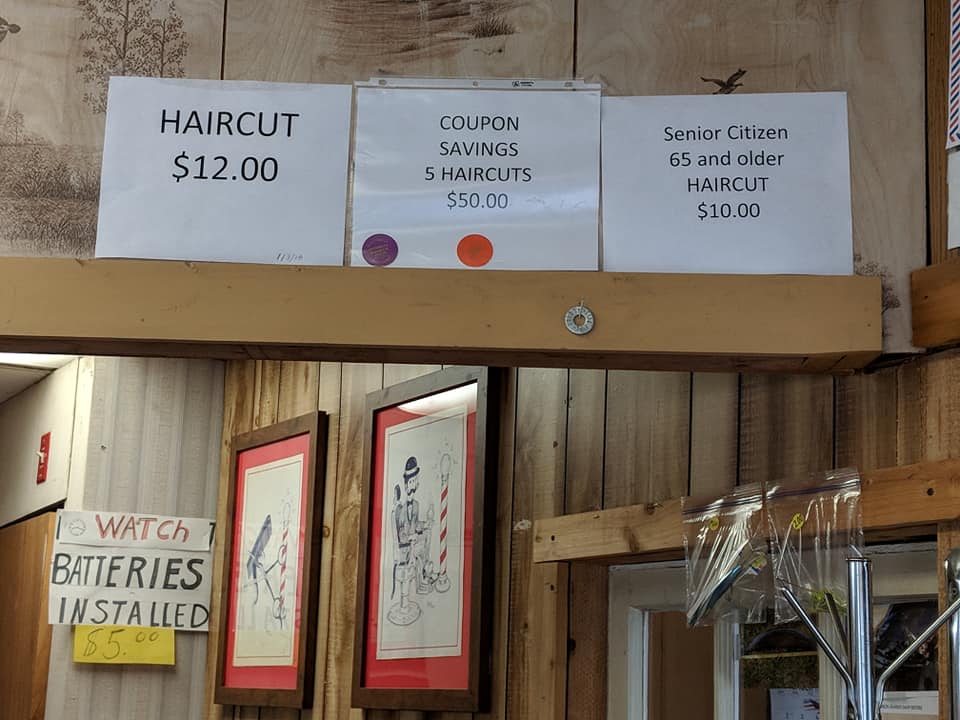 HAIRCUT
$12.00
COUPON
SAVINGS
5 HAIRCUTS
$50.00
Senior Citizen
65 and older
HAIRCUT
$10.00
WATCh
BATTERIES
INSTALLED
$5.00